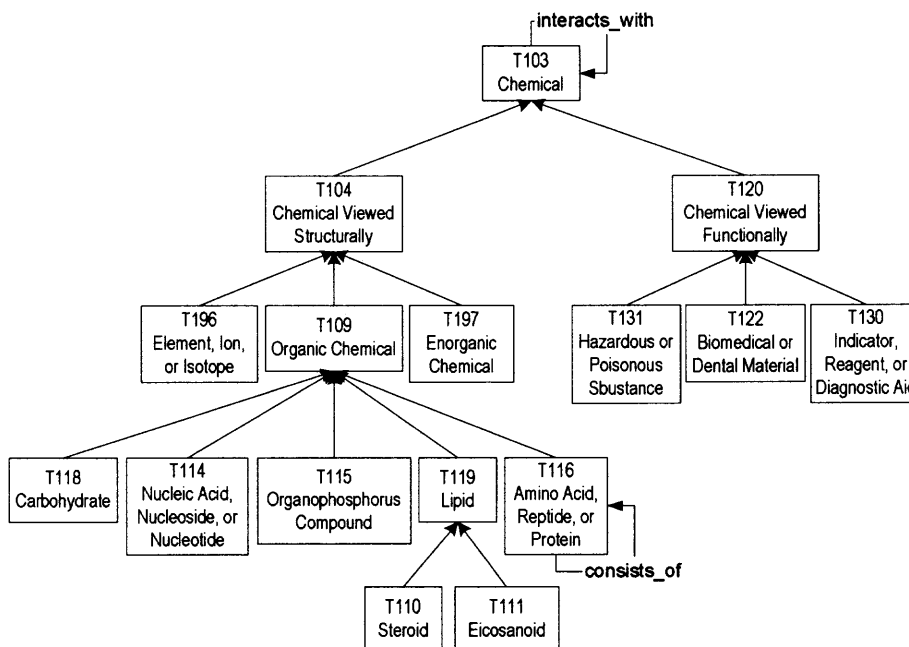 interacts_with
T103
Chemical
T104
Chemical Viewed
Structurally
T120
Chemical Viewed
Functionally
T196
Element, Ion,
or Isotope
T109
Organic Chemical
T197
Enorganic
Chemical
T131
Hazardous or
Poisonous
Sbustance
T122
Biomedical or
Dental Material
T130
Indicator,
Reagent, or
Diagnostic Aid
T118
Carbohydrate
T114
Nucleic Acid,
Nucleoside, or
Nucleotide
T115
Organophosphorus
Compound
T119
Lipid
T116
Amino Acid,
Reptide, or
Protein
consists_of
T110
Steroid
T111
Eicosanoid